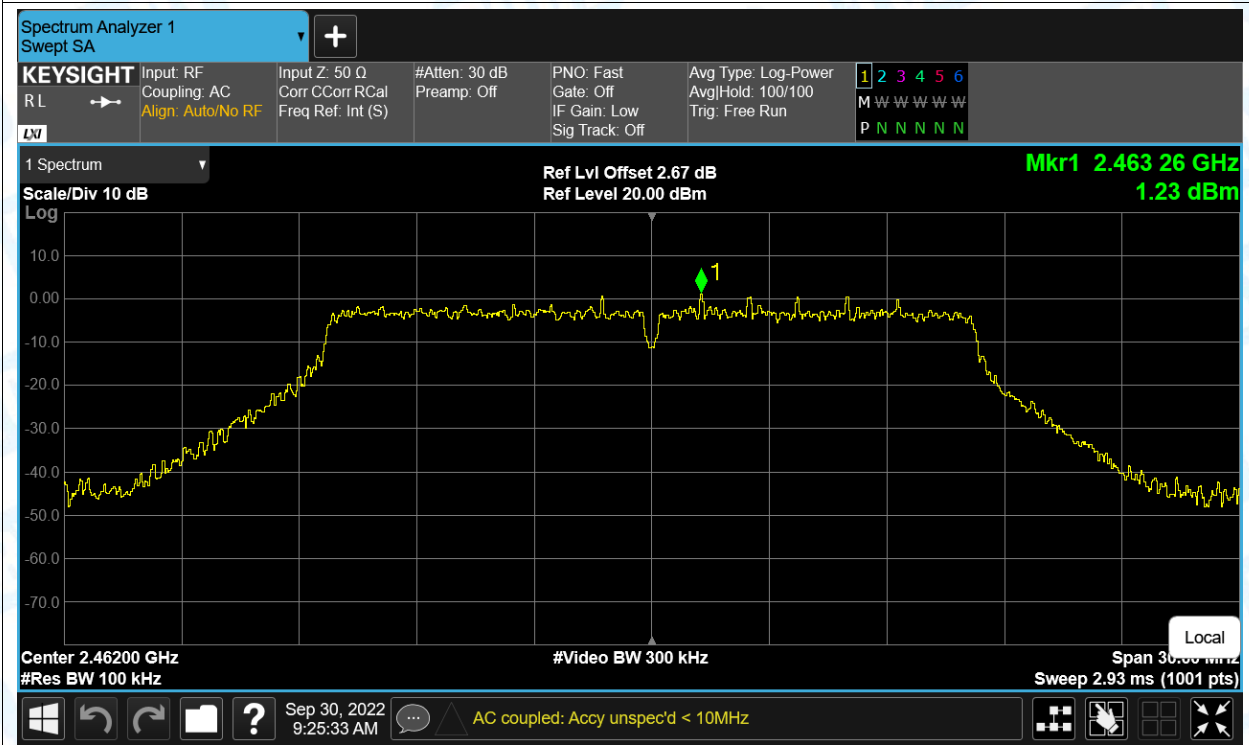 Spectrum Analyzer 1
Swept SA
KEYSIGHT
R L
LXI
Input: RF
Coupling: AC
Align: Auto/No RF
Input Z: 50 Ω
Corr CCorr RCal
Freq Ref: Int (S)
#Atten: 30 dB
Preamp: Off
PNO: Fast
Gate: Off
IF Gain: Low
Sig Track: Off
Avg Type: Log-Power
Avg|Hold: 100/100
Trig: Free Run
1 2 3 4 5 6
M W W W W W W
P N N N N N
1 Spectrum
Scale/Div 10 dB
Log
Ref Lvl Offset 2.67 dB
Ref Level 20.00 dBm
Mkr1 2.463 26 GHz
1.23 dBm
1
10.0
0.00
-10.0
-20.0
-30.0
-40.0
-50.0
-60.0
-70.0
Local
Center 2.46200 GHz
#Res BW 100 kHz
#Video BW 300 kHz
Span 30.00 MHz
Sweep 2.93 ms (1001 pts)
?
Sep 30, 2022
9:25:33 AM
AC coupled: Accy unspec'd < 10MHz